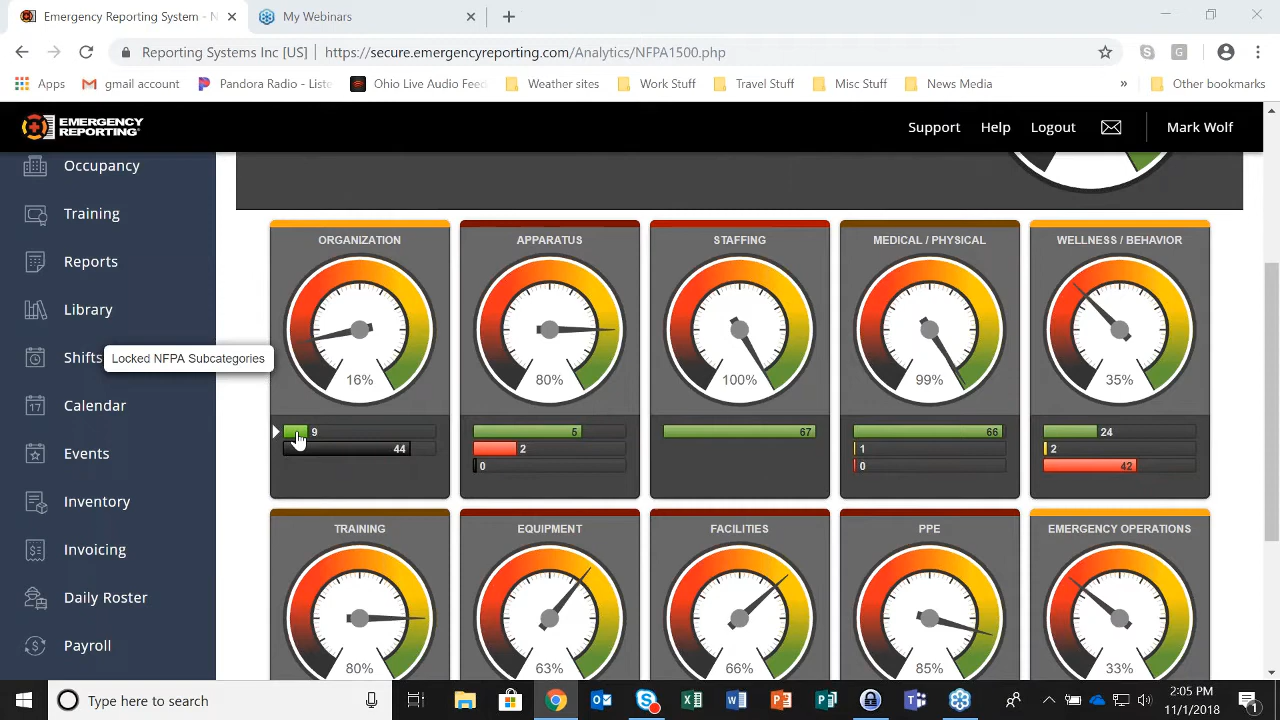 Emergency Reporting System - N
My Webinars
Reporting Systems Inc [US]
https://secure.emergencyreporting.com/Analytics/NFPA1500.php
G
Apps
gmail account
Pandora Radio - Liste
Ohio Live Audio Feed
Weather sites
Work Stuff
Travel Stuff
Misc Stuff
News Media
»
Other bookmarks
EMERGENCY
REPORTING
Support
Help
Logout
Mark Wolf
Occupancy
Training
Reports
Library
Shifts
Locked NFPA Subcategories
Calendar
17
Events
Inventory
Invoicing
Daily Roster
Payroll
ORGANIZATION
16%
9
44
APPARATUS
80%
5
2
0
STAFFING
100%
67
MEDICAL / PHYSICAL
99%
66
1
0
WELLNESS / BEHAVIOR
35%
24
2
42
TRAINING
80%
EQUIPMENT
63%
FACILITIES
66%
PPE
85%
EMERGENCY OPERATIONS
33%
Type here to search
2:05 PM
11/1/2018
1